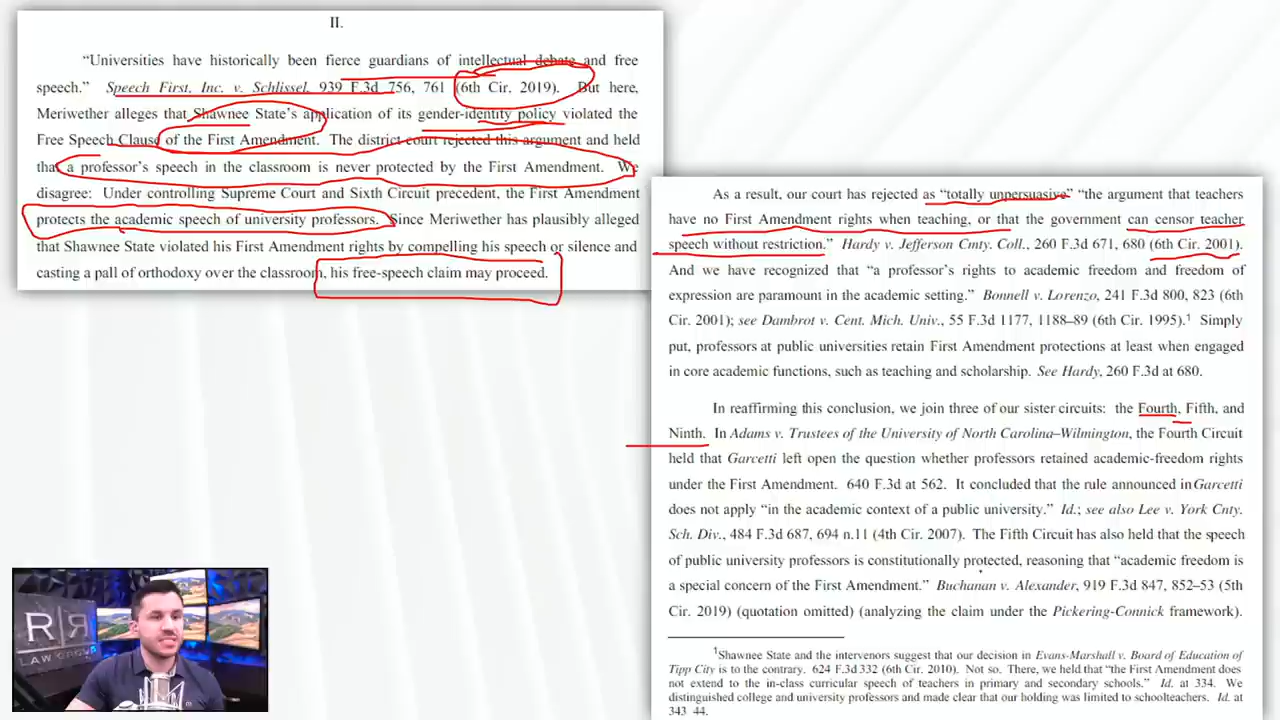 II.
“Universities have historically been fierce guardians of intellectual debate and free
speech.” Speech First, Inc. v. Schlissel, 939 F.3d 756, 761 (6th Cir. 2019). But here,
Meriwether alleges that Shawnee State’s application of its gender-identity policy violated the
Free Speech Clause of the First Amendment. The district court rejected this argument and held
that a professor’s speech in the classroom is never protected by the First Amendment. We
disagree: Under controlling Supreme Court and Sixth Circuit precedent, the First Amendment
protects the academic speech of university professors. Since Meriwether has plausibly alleged
that Shawnee State violated his First Amendment rights by compelling his speech or silence and
casting a pall of orthodoxy over the classroom, his free-speech claim may proceed.
As a result, our court has rejected as “totally unpersuasive” “the argument that teachers
have no First Amendment rights when teaching, or that the government can censor teacher
speech without restriction.” Hardy v. Jefferson Cmty. Coll., 260 F.3d 671, 680 (6th Cir. 2001).
And we have recognized that “a professor’s rights to academic freedom and freedom of
expression are paramount in the academic setting.” Bonnell v. Lorenzo, 241 F.3d 800, 823 (6th
Cir. 2001); see Dambrot v. Cent. Mich. Univ., 55 F.3d 1177, 1188–89 (6th Cir. 1995).1 Simply
put, professors at public universities retain First Amendment protections at least when engaged
in core academic functions, such as teaching and scholarship. See Hardy, 260 F.3d at 680.
In reaffirming this conclusion, we join three of our sister circuits: the Fourth, Fifth, and
Ninth. In Adams v. Trustees of the University of North Carolina–Wilmington, the Fourth Circuit
held that Garcetti left open the question whether professors retained academic-freedom rights
under the First Amendment. 640 F.3d at 562. It concluded that the rule announced in Garcetti
does not apply “in the academic context of a public university.” Id.; see also Lee v. York Cnty.
Sch. Div., 484 F.3d 687, 694 n.11 (4th Cir. 2007). The Fifth Circuit has also held that the speech
of public university professors is constitutionally protected, reasoning that “academic freedom is
a special concern of the First Amendment.” Buchanan v. Alexander, 919 F.3d 847, 852–53 (5th
Cir. 2019) (quotation omitted) (analyzing the claim under the Pickering-Connick framework).
1Shawnee State and the intervenors suggest that our decision in Evans-Marshall v. Board of Education of
Tipp City is to the contrary. 624 F.3d 332 (6th Cir. 2010). Not so. There, we held that “the First Amendment does
not extend to the in-class curricular speech of teachers in primary and secondary schools.” Id. at 334. We
distinguished college and university professors and made clear that our holding was limited to schoolteachers. Id. at
343 44.
R|R
LAW GROUP